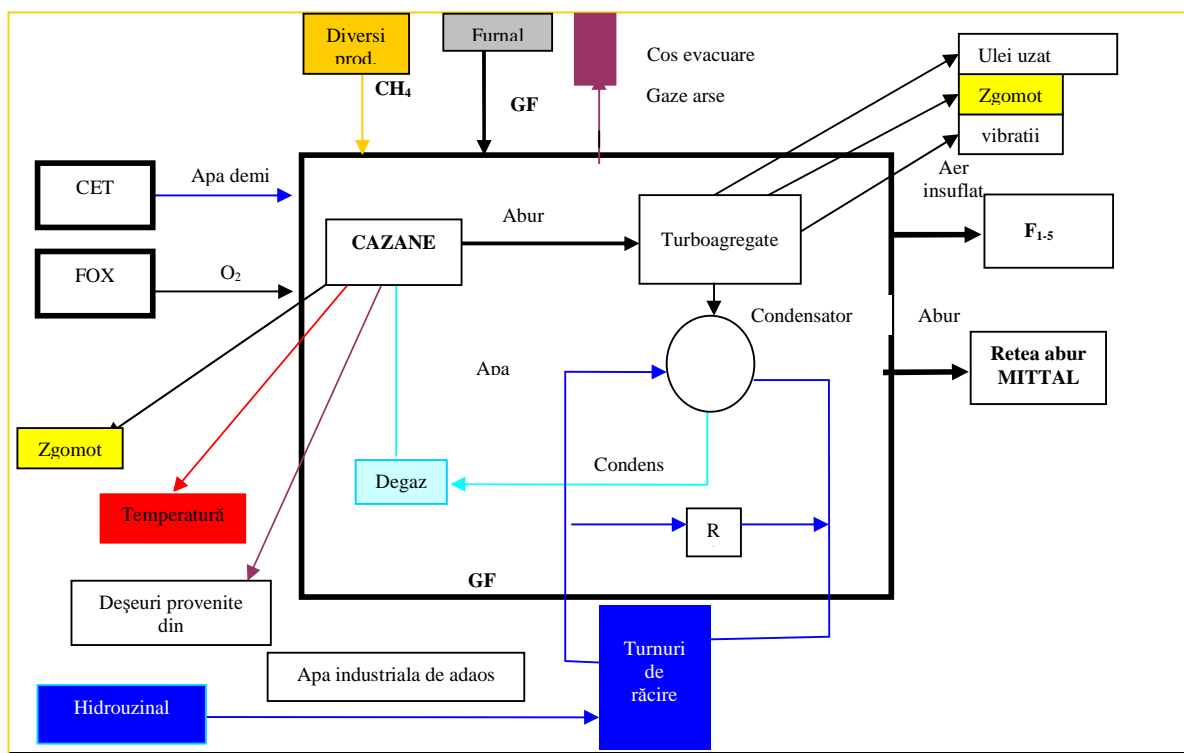 Diversi
prod.
Furnal
Cos evacuare
Gaze arse
Ulei uzat
Zgomot
vibratii
CH₄
GF
CET
Apa demi
Abur
Aer
insuflat
CAZANE
Turboagregate
F₁₋₅
FOX
O₂
Condensator
Abur
Apa
Retea abur
MITTAL
Zgomot
Condens
Degaz
Temperatură
R
GF
Deşeuri provenite
din
Apa industriala de adaos
Turnuri
de
răcire
Hidrouzinal